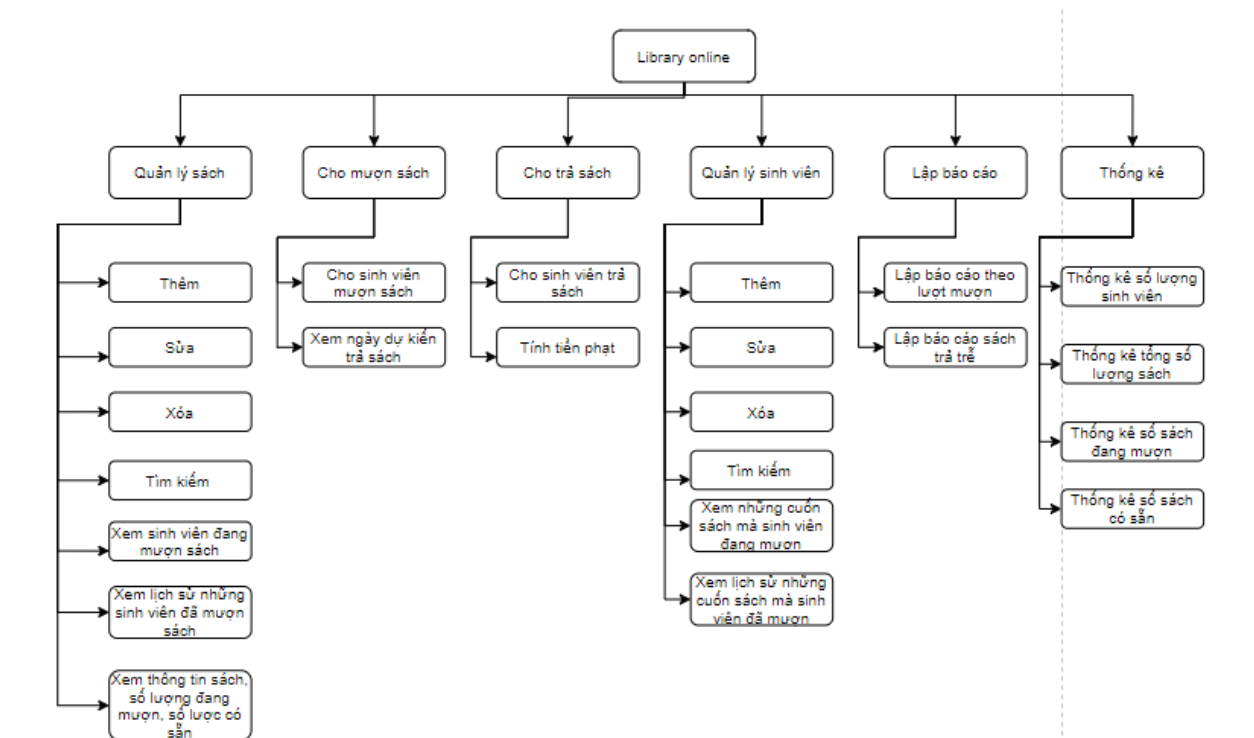 Library online
Quản lý sách
Cho mượn sách
Cho trả sách
Quản lý sinh viên
Lập báo cáo
Thống kê
Thêm
Sửa
Xóa
Tìm kiếm
Xem sinh viên đang
mượn sách
Xem lịch sử những
sinh viên đã mượn
sách
Xem thông tin sách,
số lượng đang
mượn, số lược có
sẵn
Cho sinh viên
mượn sách
Xem ngày dự kiến
trả sách
Cho sinh viên trả
sách
Tính tiền phạt
Thêm
Sửa
Xóa
Tìm kiếm
Xem những cuốn
sách mà sinh viên
đang mượn
Xem lịch sử những
cuốn sách mà sinh
viên đã mượn
Lập báo cáo theo
lượt mượn
Lập báo cáo sách
trả trễ
Thống kê số lượng
sinh viên
Thống kê tổng số
lượng sách
Thống kê số sách
đang mượn
Thống kê số sách
có sẵn